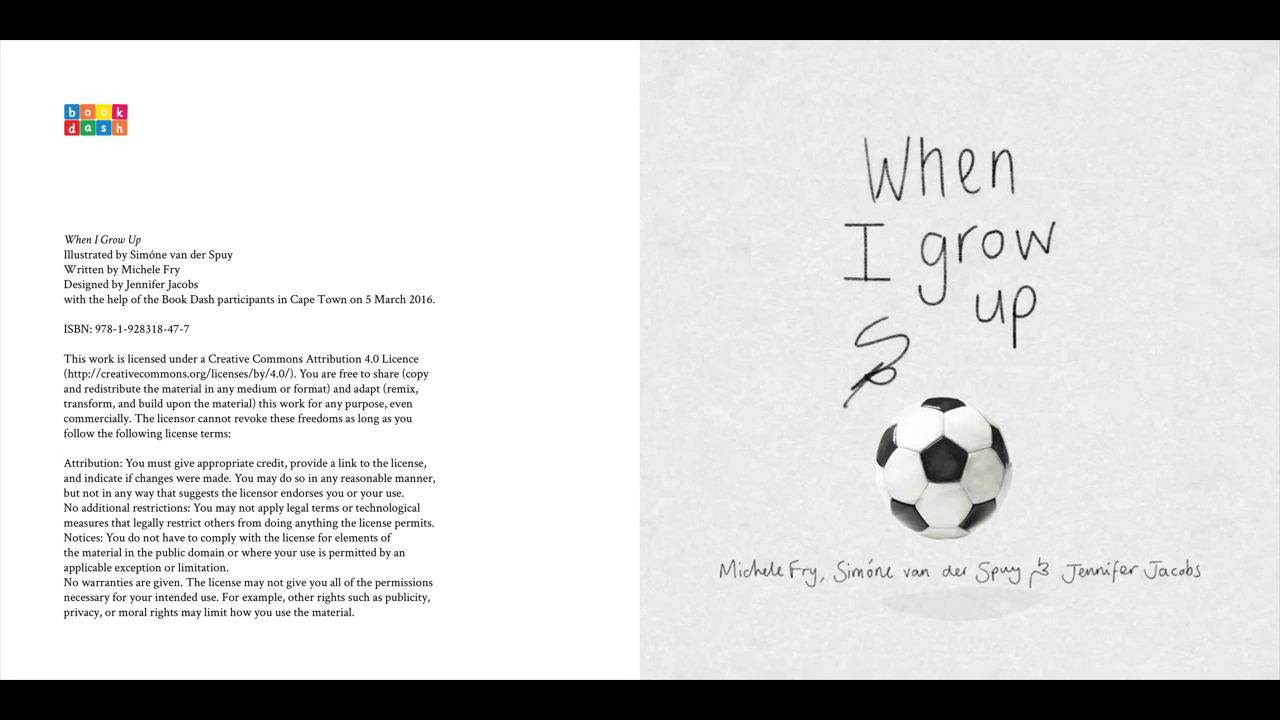 book
dash
When I Grow Up
Illustrated by Simóne van der Spuy
Written by Michele Fry
Designed by Jennifer Jacobs
with the help of the Book Dash participants in Cape Town on 5 March 2016.
ISBN: 978-1-928318-47-7
This work is licensed under a Creative Commons Attribution 4.0 Licence
(http://creativecommons.org/licenses/by/4.0/). You are free to share (copy
and redistribute the material in any medium or format) and adapt (remix,
transform, and build upon the material) this work for any purpose, even
commercially. The licensor cannot revoke these freedoms as long as you
follow the following license terms:
Attribution: You must give appropriate credit, provide a link to the license,
and indicate if changes were made. You may do so in any reasonable manner,
but not in any way that suggests the licensor endorses you or your use.
No additional restrictions: You may not apply legal terms or technological
measures that legally restrict others from doing anything the license permits.
Notices: You do not have to comply with the license for elements of
the material in the public domain or where your use is permitted by an
applicable exception or limitation.
No warranties are given. The license may not give you all of the permissions
necessary for your intended use. For example, other rights such as publicity,
privacy, or moral rights may limit how you use the material.
When
I grow
up
Michele Fry, Simóne van der Spuy & Jennifer Jacobs